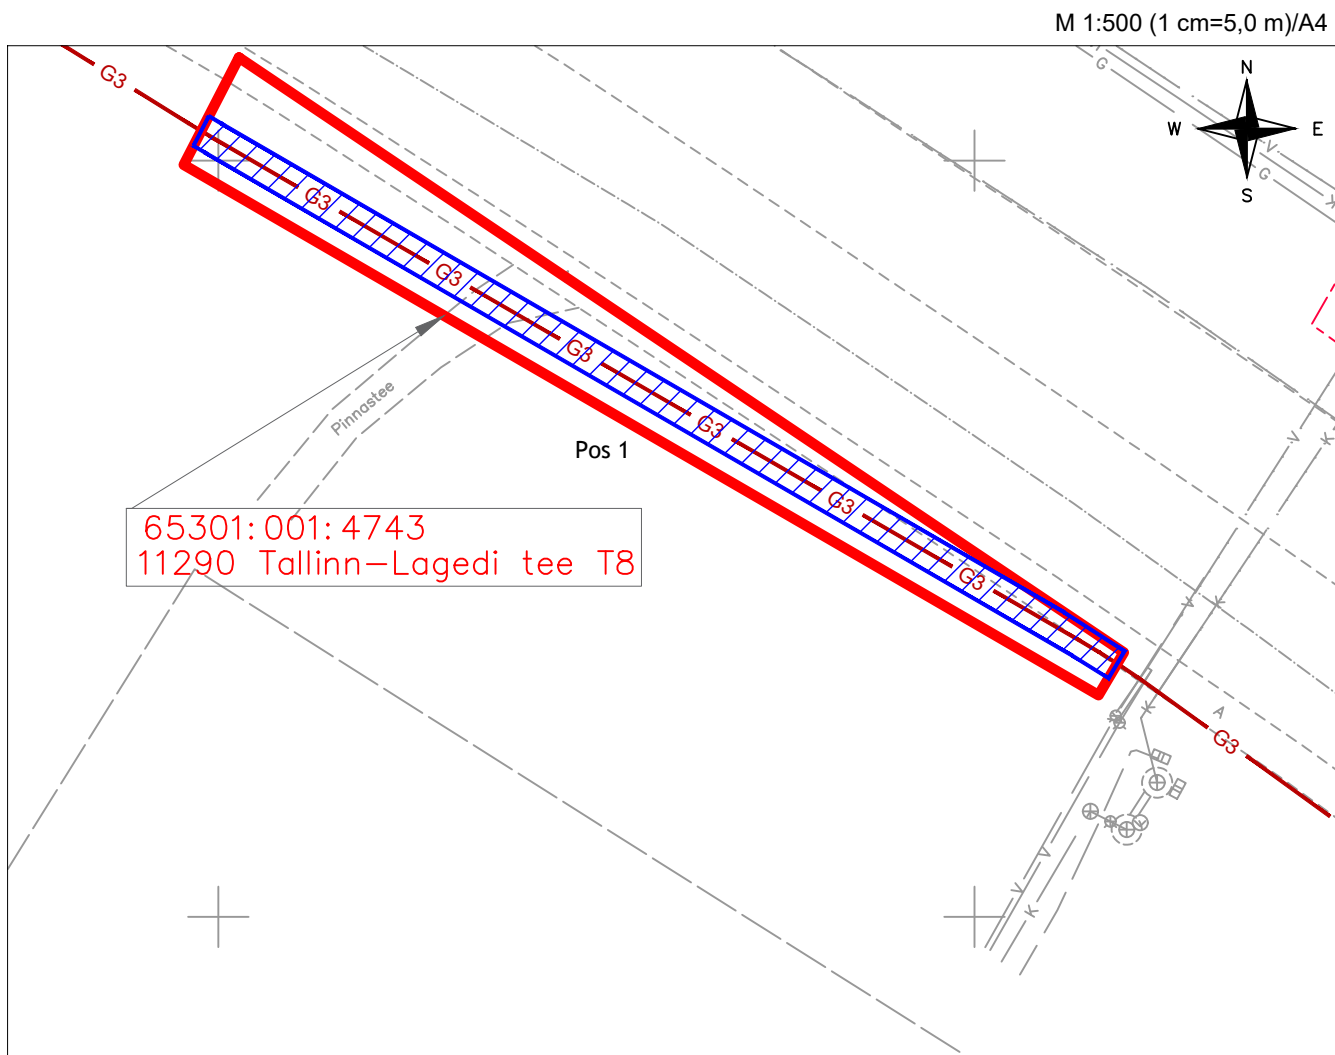 M 1:500 (1 cm=5,0 m)/A4
G3
G
V
N
W
E
S
G
K
G3
G3
G3
G3
G3
G3
Pinnastee
Pos 1
V
K
65301:001:4743
11290 Tallinn-Lagedi tee T8
V
K
K
A
G3
V
V
K